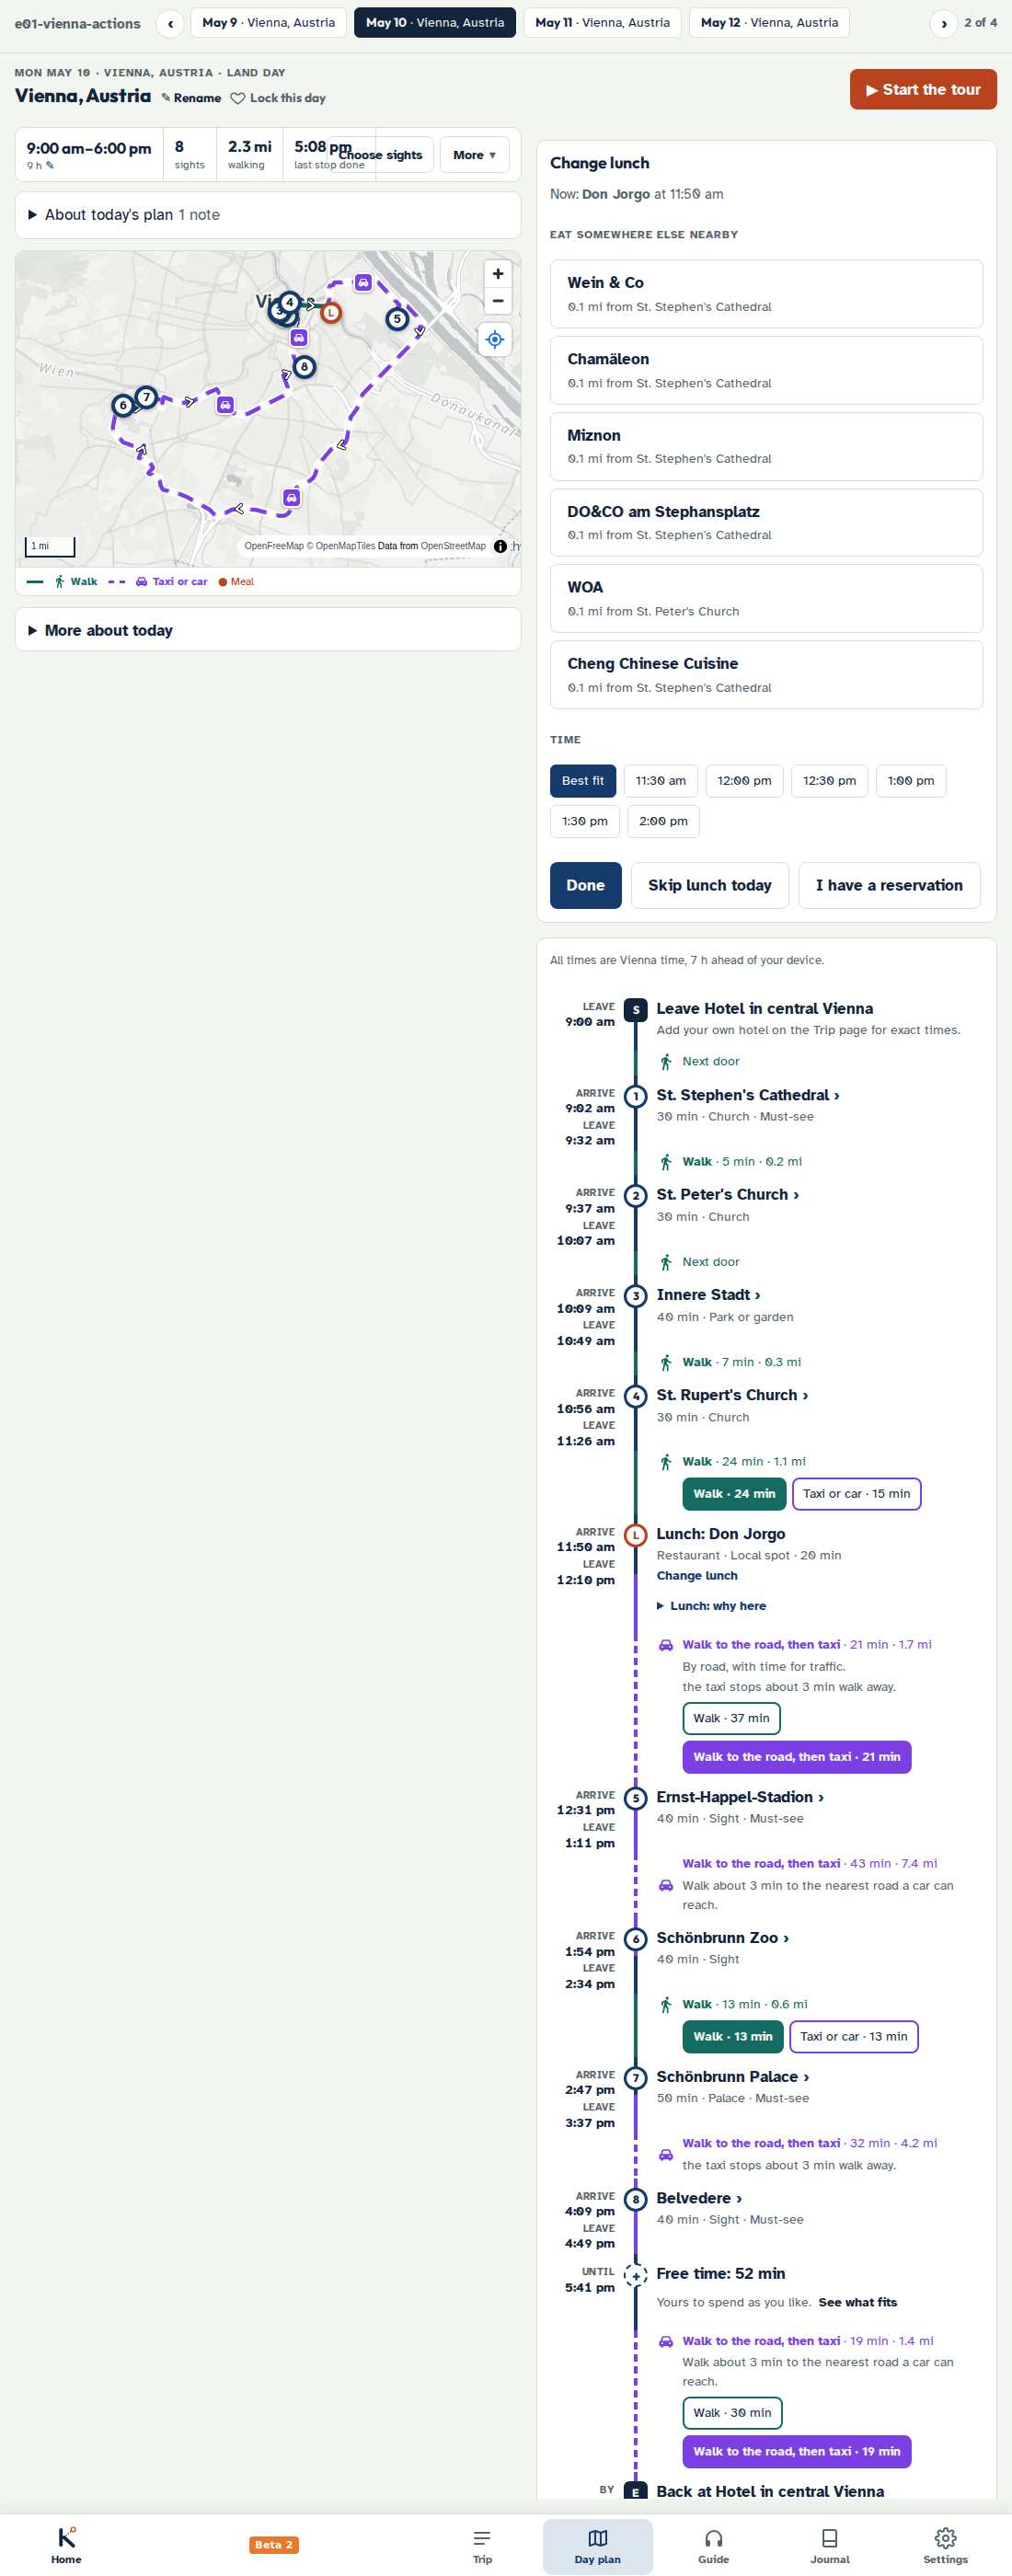 e01-vienna-actions
‹
May 9 · Vienna, Austria
May 10 · Vienna, Austria
May 11 · Vienna, Austria
May 12 · Vienna, Austria
›
2 of 4
MON MAY 10 · VIENNA, AUSTRIA · LAND DAY
Vienna, Austria ✎ Rename Lock this day
▶ Start the tour
9:00 am–6:00 pm
9 h ✎
8
sights
2.3 mi
walking
5:08 pm
last stop done
Choose sights
More ▾
▶ About today's plan 1 note
Wien
Donaukanal
4
3
L
5
8
6
7
+
−
1 mi
OpenFreeMap © OpenMapTiles Data from OpenStreetMap
Walk
Taxi or car
Meal
▶ More about today
Change lunch
Now: Don Jorgo at 11:50 am
EAT SOMEWHERE ELSE NEARBY
Wein & Co
0.1 mi from St. Stephen's Cathedral
Chamäleon
0.1 mi from St. Stephen's Cathedral
Miznon
0.1 mi from St. Stephen's Cathedral
DO&CO am Stephansplatz
0.1 mi from St. Stephen's Cathedral
WOA
0.1 mi from St. Peter's Church
Cheng Chinese Cuisine
0.1 mi from St. Stephen's Cathedral
TIME
Best fit
11:30 am
12:00 pm
12:30 pm
1:00 pm
1:30 pm
2:00 pm
Done
Skip lunch today
I have a reservation
All times are Vienna time, 7 h ahead of your device.
LEAVE
9:00 am
S
Leave Hotel in central Vienna
Add your own hotel on the Trip page for exact times.
Next door
ARRIVE
9:02 am
LEAVE
9:32 am
1
St. Stephen's Cathedral ›
30 min · Church · Must-see
Walk · 5 min · 0.2 mi
ARRIVE
9:37 am
LEAVE
10:07 am
2
St. Peter's Church ›
30 min · Church
Next door
ARRIVE
10:09 am
LEAVE
10:49 am
3
Innere Stadt ›
40 min · Park or garden
Walk · 7 min · 0.3 mi
ARRIVE
10:56 am
LEAVE
11:26 am
4
St. Rupert's Church ›
30 min · Church
Walk · 24 min · 1.1 mi
Walk · 24 min
Taxi or car · 15 min
ARRIVE
11:50 am
LEAVE
12:10 pm
L
Lunch: Don Jorgo
Restaurant · Local spot · 20 min
Change lunch
▶ Lunch: why here
Walk to the road, then taxi · 21 min · 1.7 mi
By road, with time for traffic.
the taxi stops about 3 min walk away.
Walk · 37 min
Walk to the road, then taxi · 21 min
ARRIVE
12:31 pm
LEAVE
1:11 pm
5
Ernst-Happel-Stadion ›
40 min · Sight · Must-see
Walk to the road, then taxi · 43 min · 7.4 mi
Walk about 3 min to the nearest road a car can
reach.
ARRIVE
1:54 pm
LEAVE
2:34 pm
6
Schönbrunn Zoo ›
40 min · Sight
Walk · 13 min · 0.6 mi
Walk · 13 min
Taxi or car · 13 min
ARRIVE
2:47 pm
LEAVE
3:37 pm
7
Schönbrunn Palace ›
50 min · Palace · Must-see
Walk to the road, then taxi · 32 min · 4.2 mi
the taxi stops about 3 min walk away.
ARRIVE
4:09 pm
LEAVE
4:49 pm
8
Belvedere ›
40 min · Sight · Must-see
UNTIL
5:41 pm
+
Free time: 52 min
Yours to spend as you like. See what fits
Walk to the road, then taxi · 19 min · 1.4 mi
Walk about 3 min to the nearest road a car can
reach.
Walk · 30 min
Walk to the road, then taxi · 19 min
BY
E
Back at Hotel in central Vienna
Home
Beta 2
Trip
Day plan
Guide
Journal
Settings